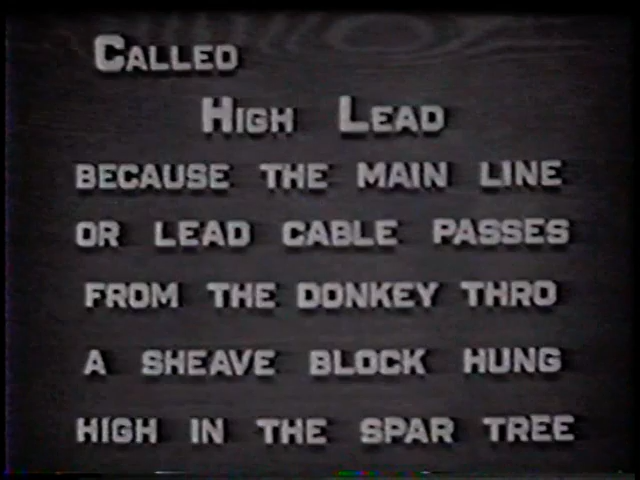 CALLED
HIGH LEAD
BECAUSE THE MAIN LINE
OR LEAD CABLE PASSES
FROM THE DONKEY THRO
A SHEAVE BLOCK HUNG
HIGH IN THE SPAR TREE